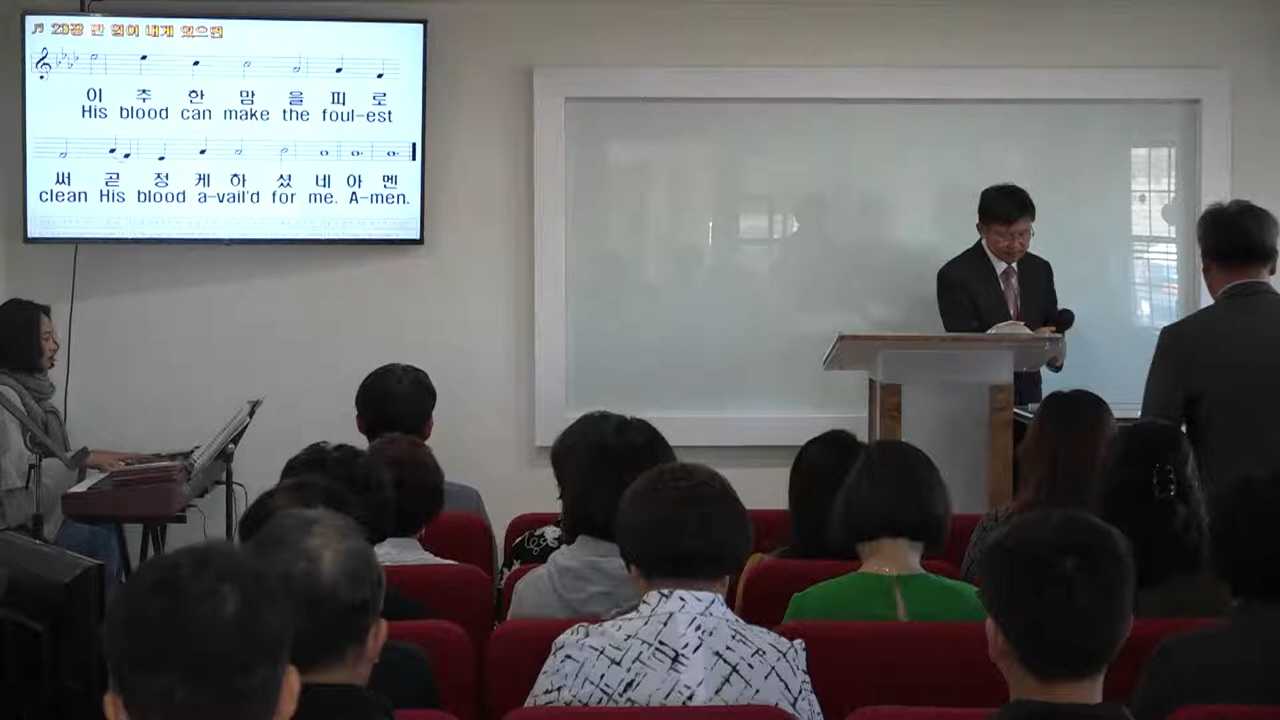 23장 만 입이 내게 있으면
이 추 한 맘 을 피 로
His blood can make the foul-est
써 곧 정 케 하 셨 네 아 멘
clean His blood a-vail'd for me. A-men.